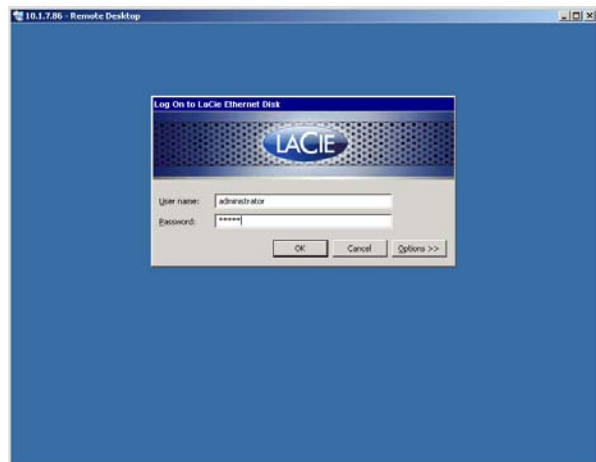 10.1.7.86 - Remote Desktop
Log On to LaCie Ethernet Disk
LACIE
User name: administrator
Password: *****
OK Cancel Options >>